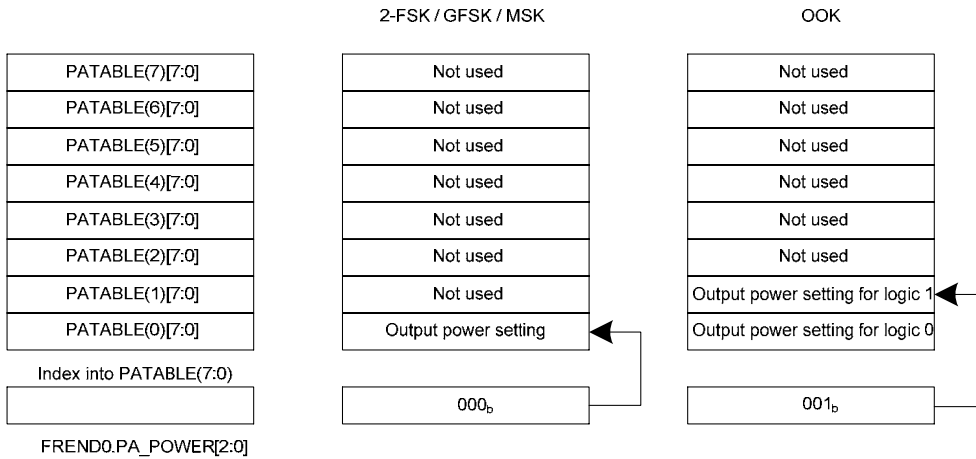 2-FSK / GFSK / MSK OOK
PATABLE(7)[7:0] Not used Not used
PATABLE(6)[7:0] Not used Not used
PATABLE(5)[7:0] Not used Not used
PATABLE(4)[7:0] Not used Not used
PATABLE(3)[7:0] Not used Not used
PATABLE(2)[7:0] Not used Not used
PATABLE(1)[7:0] Not used Output power setting for logic 1
PATABLE(0)[7:0] Output power setting Output power setting for logic 0
Index into PATABLE(7:0)
000b 001b
FREND0.PA_POWER[2:0]